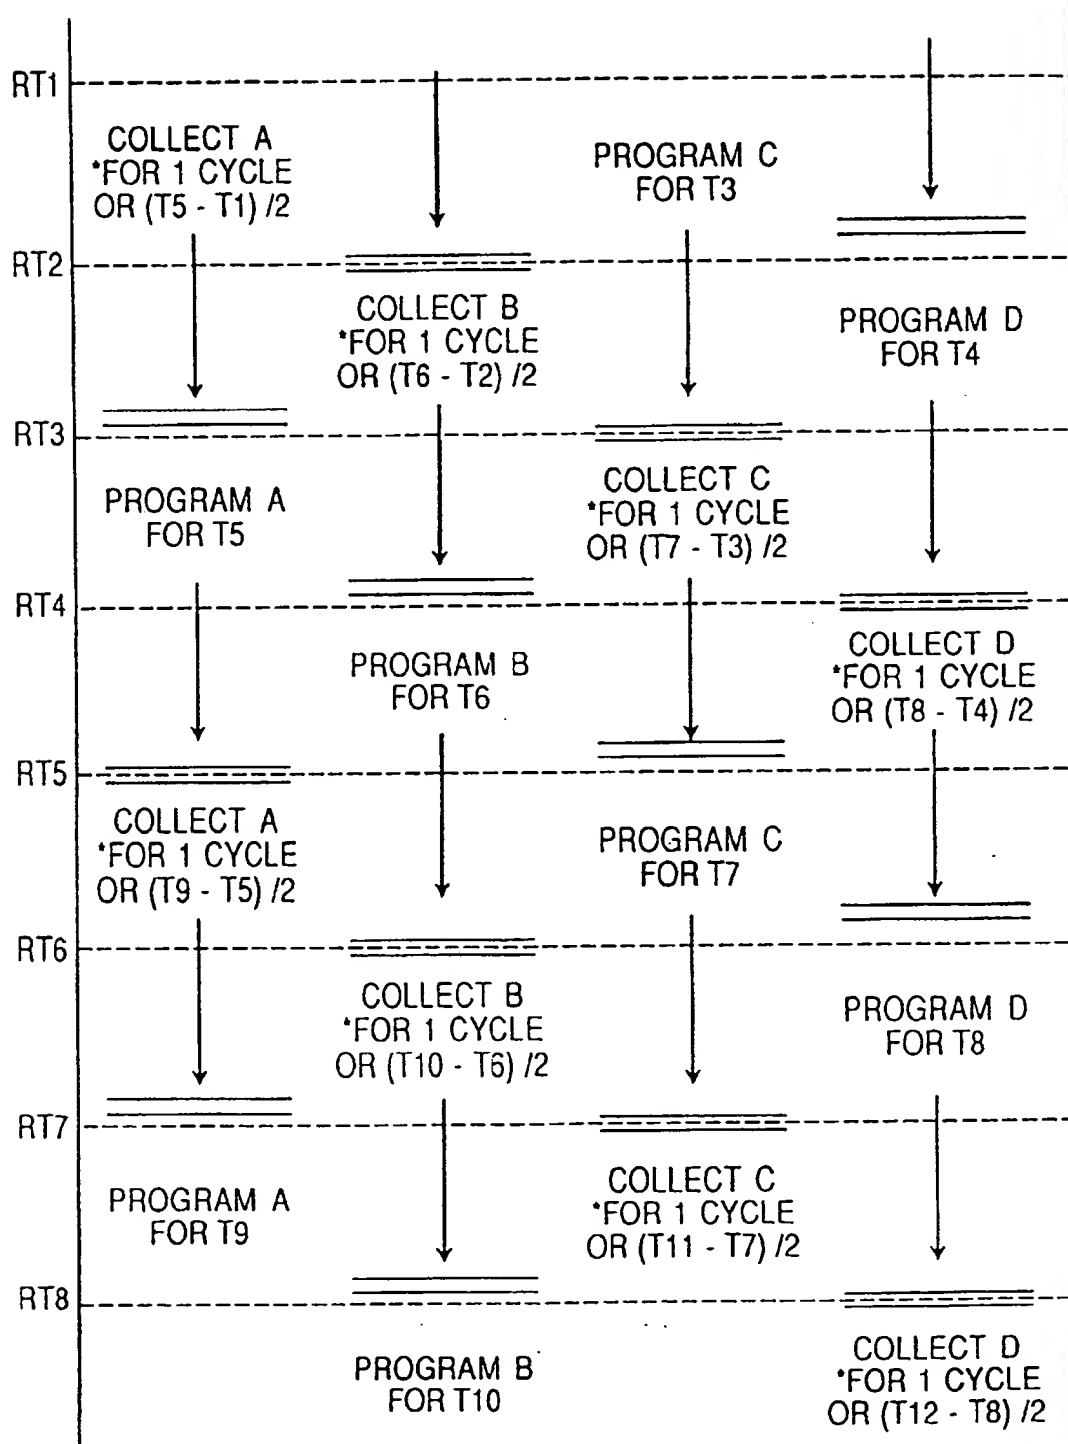 RT1
COLLECT A
*FOR 1 CYCLE
OR (T5 - T1) /2
PROGRAM C
FOR T3
RT2
COLLECT B
*FOR 1 CYCLE
OR (T6 - T2) /2
PROGRAM D
FOR T4
RT3
PROGRAM A
FOR T5
COLLECT C
*FOR 1 CYCLE
OR (T7 - T3) /2
RT4
PROGRAM B
FOR T6
COLLECT D
*FOR 1 CYCLE
OR (T8 - T4) /2
RT5
COLLECT A
*FOR 1 CYCLE
OR (T9 - T5) /2
PROGRAM C
FOR T7
RT6
COLLECT B
*FOR 1 CYCLE
OR (T10 - T6) /2
PROGRAM D
FOR T8
RT7
PROGRAM A
FOR T9
COLLECT C
*FOR 1 CYCLE
OR (T11 - T7) /2
RT8
PROGRAM B
FOR T10
COLLECT D
*FOR 1 CYCLE
OR (T12 - T8) /2